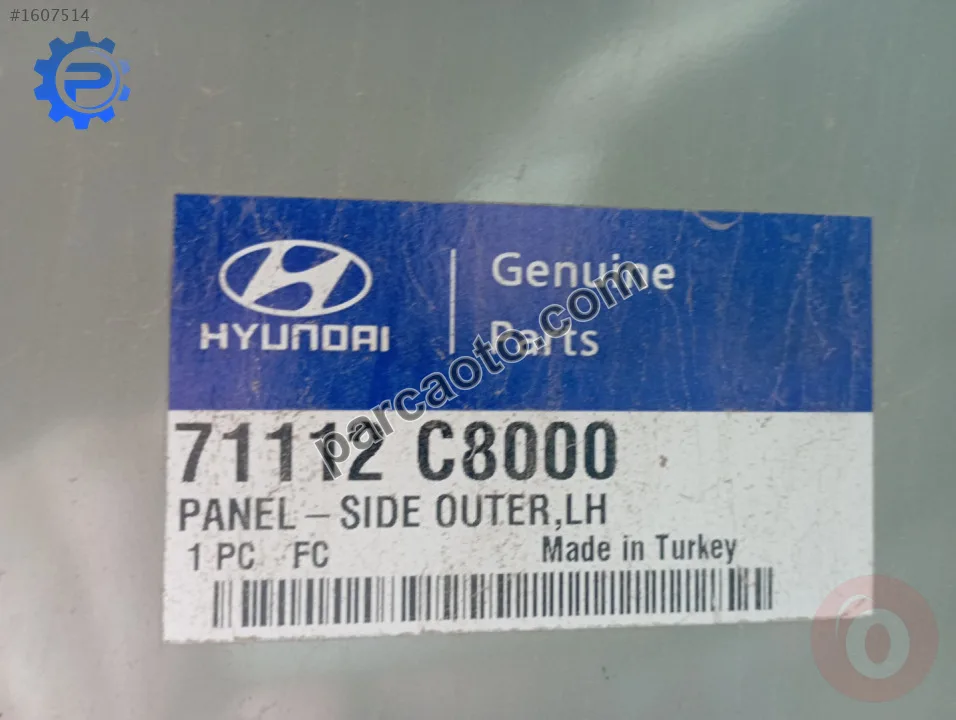 #1607514
P
HYUNDAI
Genuine
Parts
parcaoto.com
71112 C8000
PANEL – SIDE OUTER,LH
1 PC FC
Made in Turkey
O